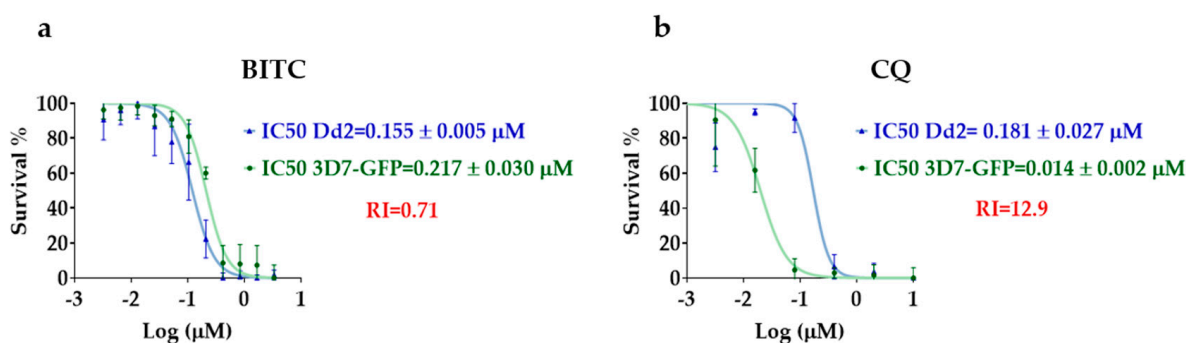 a
BITC
Survival %
100
80
60
40
20
0
-3
-2
-1
0
1
Log (μM)
IC50 Dd2=0.155 ± 0.005 μM
IC50 3D7-GFP=0.217 ± 0.030 μM
RI=0.71
b
CQ
Survival %
100
80
60
40
20
0
-3
-2
-1
0
1
Log (μM)
IC50 Dd2= 0.181 ± 0.027 μM
IC50 3D7-GFP=0.014 ± 0.002 μM
RI=12.9